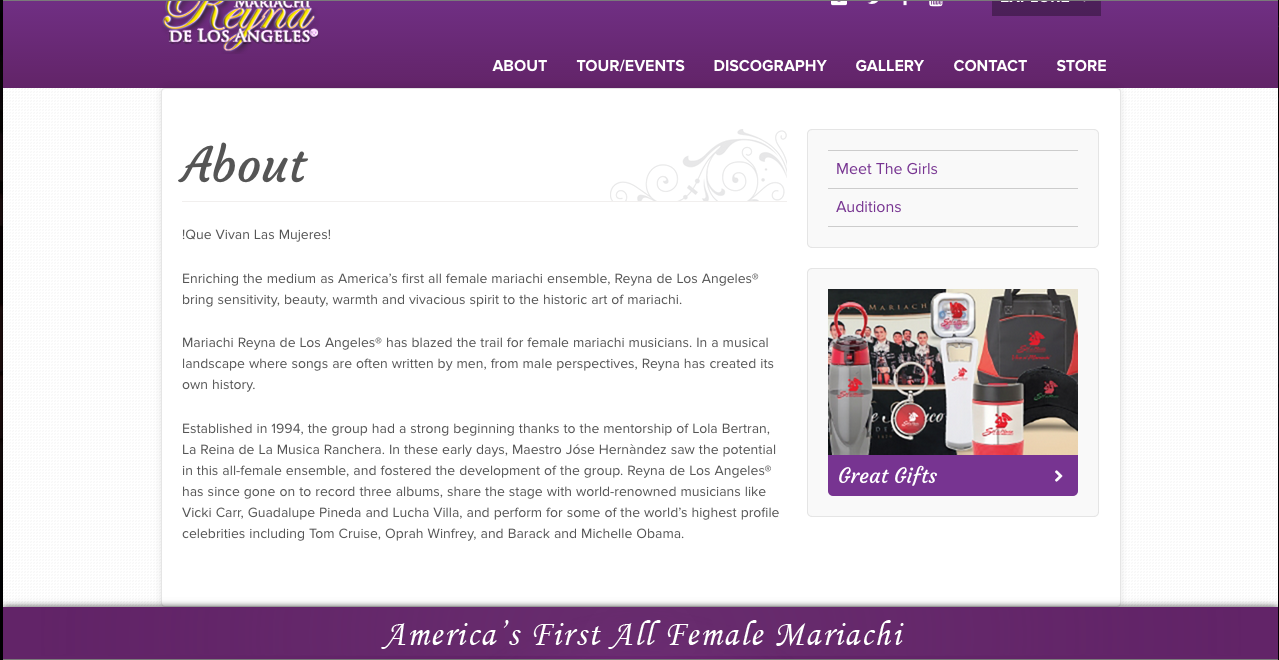 MARIACHI
Reyna
DE LOS ANGELES®
EXPLORE
ABOUT TOUR/EVENTS DISCOGRAPHY GALLERY CONTACT STORE
About
!Que Vivan Las Mujeres!
Enriching the medium as America’s first all female mariachi ensemble, Reyna de Los Angeles®
bring sensitivity, beauty, warmth and vivacious spirit to the historic art of mariachi.
Mariachi Reyna de Los Angeles® has blazed the trail for female mariachi musicians. In a musical
landscape where songs are often written by men, from male perspectives, Reyna has created its
own history.
Established in 1994, the group had a strong beginning thanks to the mentorship of Lola Bertran,
La Reina de La Musica Ranchera. In these early days, Maestro Jóse Hernàndez saw the potential
in this all-female ensemble, and fostered the development of the group. Reyna de Los Angeles®
has since gone on to record three albums, share the stage with world-renowned musicians like
Vicki Carr, Guadalupe Pineda and Lucha Villa, and perform for some of the world’s highest profile
celebrities including Tom Cruise, Oprah Winfrey, and Barack and Michelle Obama.
Meet The Girls
Auditions
MARIACHI
Great Gifts
America’s First All Female Mariachi